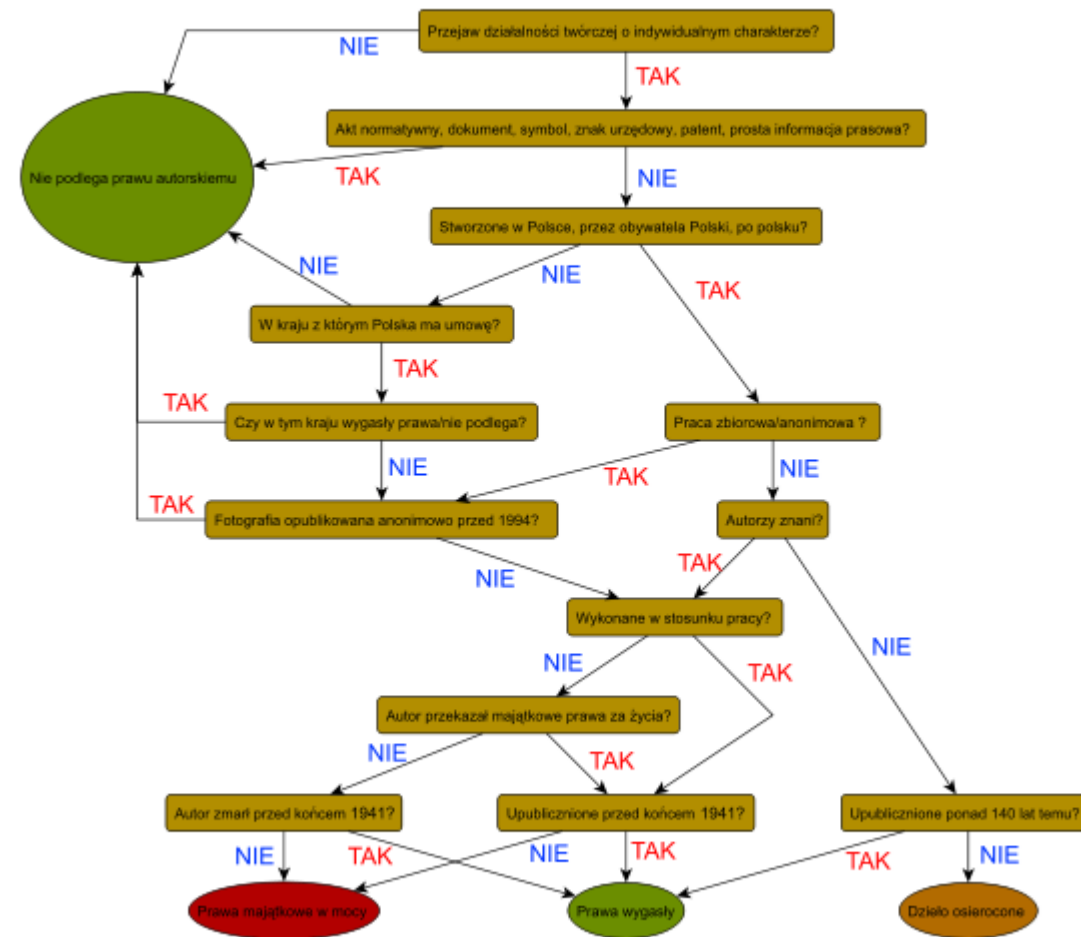 Przejaw działalności twórczej o indywidualnym charakterze?
NIE
TAK
Akt normatywny, dokument, symbol, znak urzędowy, patent, prosta informacja prasowa?
Nie podlega prawu autorskiemu
TAK
NIE
Stworzone w Polsce, przez obywatela Polski, po polsku?
NIE
NIE
TAK
W kraju z którym Polska ma umowę?
TAK
TAK
Czy w tym kraju wygasły prawa/nie podlega?
Praca zbiorowa/anonimowa ?
NIE
TAK
NIE
TAK
Fotografia opublikowana anonimowo przed 1994?
Autorzy znani?
NIE
TAK
Wykonane w stosunku pracy?
NIE
NIE
TAK
Autor przekazał majątkowe prawa za życia?
NIE
TAK
Autor zmarł przed końcem 1941?
Upublicznione przed końcem 1941?
Upublicznione ponad 140 lat temu?
NIE
TAK
NIE
TAK
TAK
NIE
Prawa majątkowe w mocy
Prawa wygasły
Dzieło osierocone